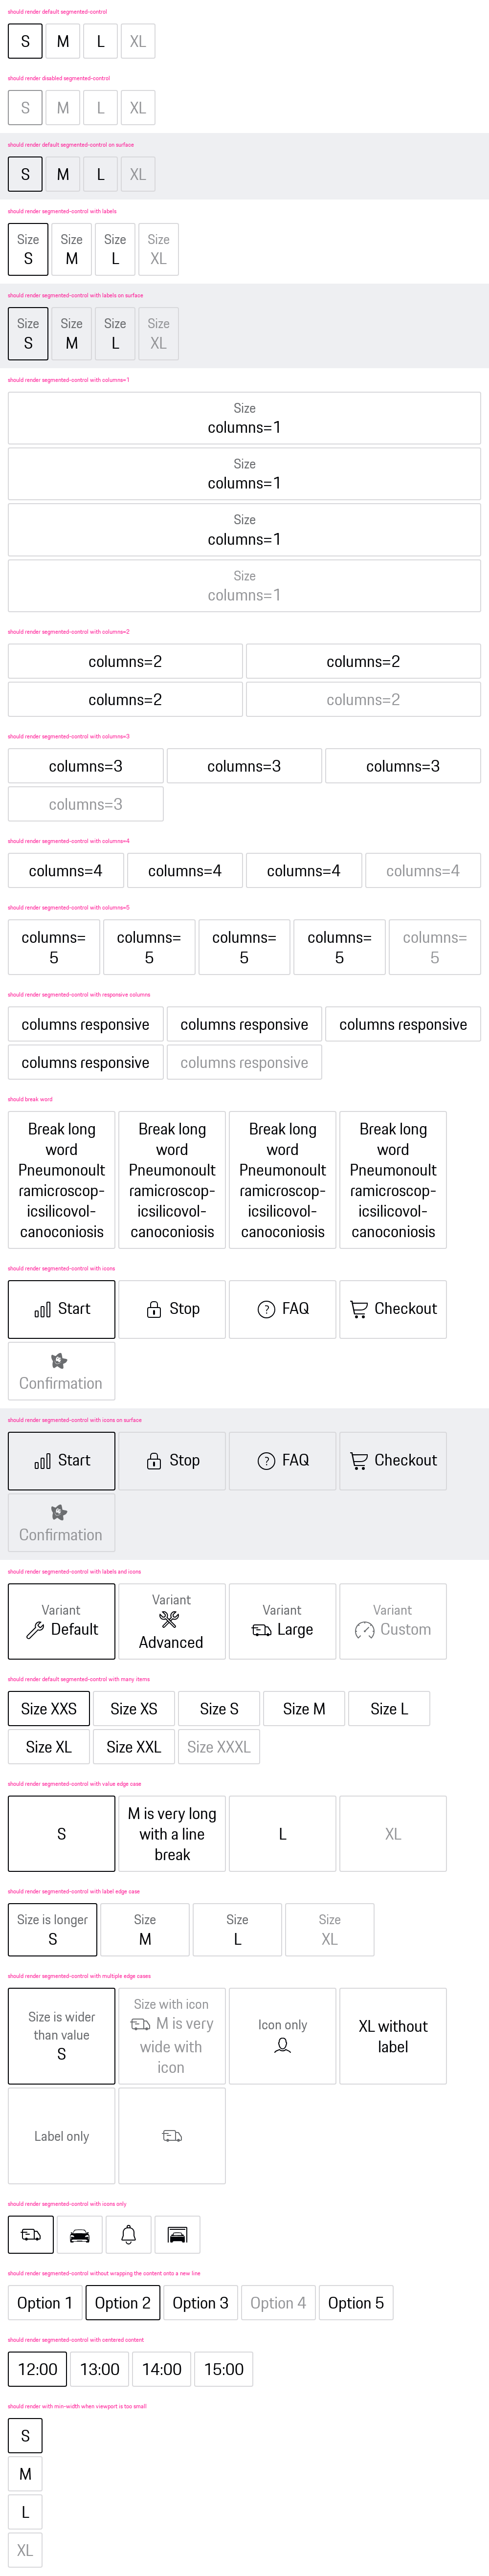 should render default segmented-control
S M L XL
should render disabled segmented-control
S M L XL
should render default segmented-control on surface
S M L XL
should render segmented-control with labels
Size Size Size Size
S M L XL
should render segmented-control with labels on surface
Size Size Size Size
S M L XL
should render segmented-control with columns=1
Size
columns=1
Size
columns=1
Size
columns=1
Size
columns=1
should render segmented-control with columns=2
columns=2 columns=2
columns=2 columns=2
should render segmented-control with columns=3
columns=3 columns=3 columns=3
columns=3
should render segmented-control with columns=4
columns=4 columns=4 columns=4 columns=4
should render segmented-control with columns=5
columns= columns= columns= columns= columns=
5 5 5 5 5
should render segmented-control with responsive columns
columns responsive columns responsive columns responsive
columns responsive columns responsive
should break word
Break long Break long Break long Break long
word word word word
Pneumonoult Pneumonoult Pneumonoult Pneumonoult
ramicroscop- ramicroscop- ramicroscop- ramicroscop-
icsilicovol- icsilicovol- icsilicovol- icsilicovol-
canoconiosis canoconiosis canoconiosis canoconiosis
should render segmented-control with icons
Start Stop FAQ Checkout
Confirmation
should render segmented-control with icons on surface
Start Stop FAQ Checkout
Confirmation
should render segmented-control with labels and icons
Variant Variant Variant Variant
Default Advanced Large Custom
should render default segmented-control with many items
Size XXS Size XS Size S Size M Size L
Size XL Size XXL Size XXXL
should render segmented-control with value edge case
S
M is very long
with a line
break
L
XL
should render segmented-control with label edge case
Size is longer Size Size Size
S M L XL
should render segmented-control with multiple edge cases
Size is wider
than value
S
Size with icon
M is very
wide with
icon
Icon only
XL without
label
Label only
should render segmented-control with icons only
should render segmented-control without wrapping the content onto a new line
Option 1 Option 2 Option 3 Option 4 Option 5
should render segmented-control with centered content
12:00 13:00 14:00 15:00
should render with min-width when viewport is too small
S
M
L
XL